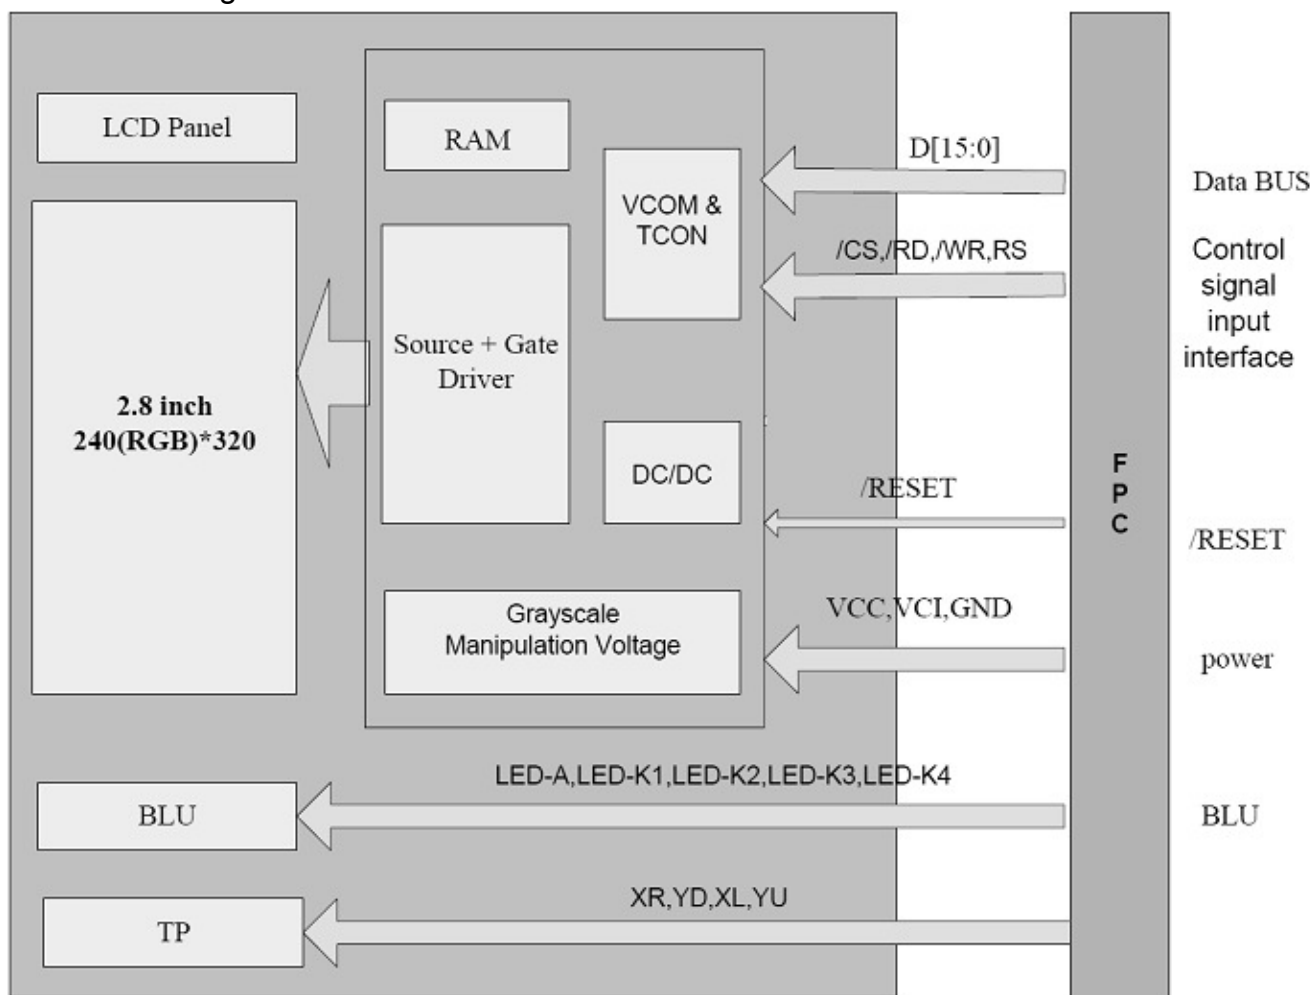 LCD Panel
RAM
VCOM &
TCON
D[15:0]
Data BUS
/CS,/RD,/WR,RS
Control
signal
input
interface
Source + Gate
Driver
2.8 inch
240(RGB)*320
DC/DC
/RESET
F
P
C
/RESET
Grayscale
Manipulation Voltage
VCC,VCI,GND
power
LED-A,LED-K1,LED-K2,LED-K3,LED-K4
BLU
BLU
XR,YD,XL,YU
TP